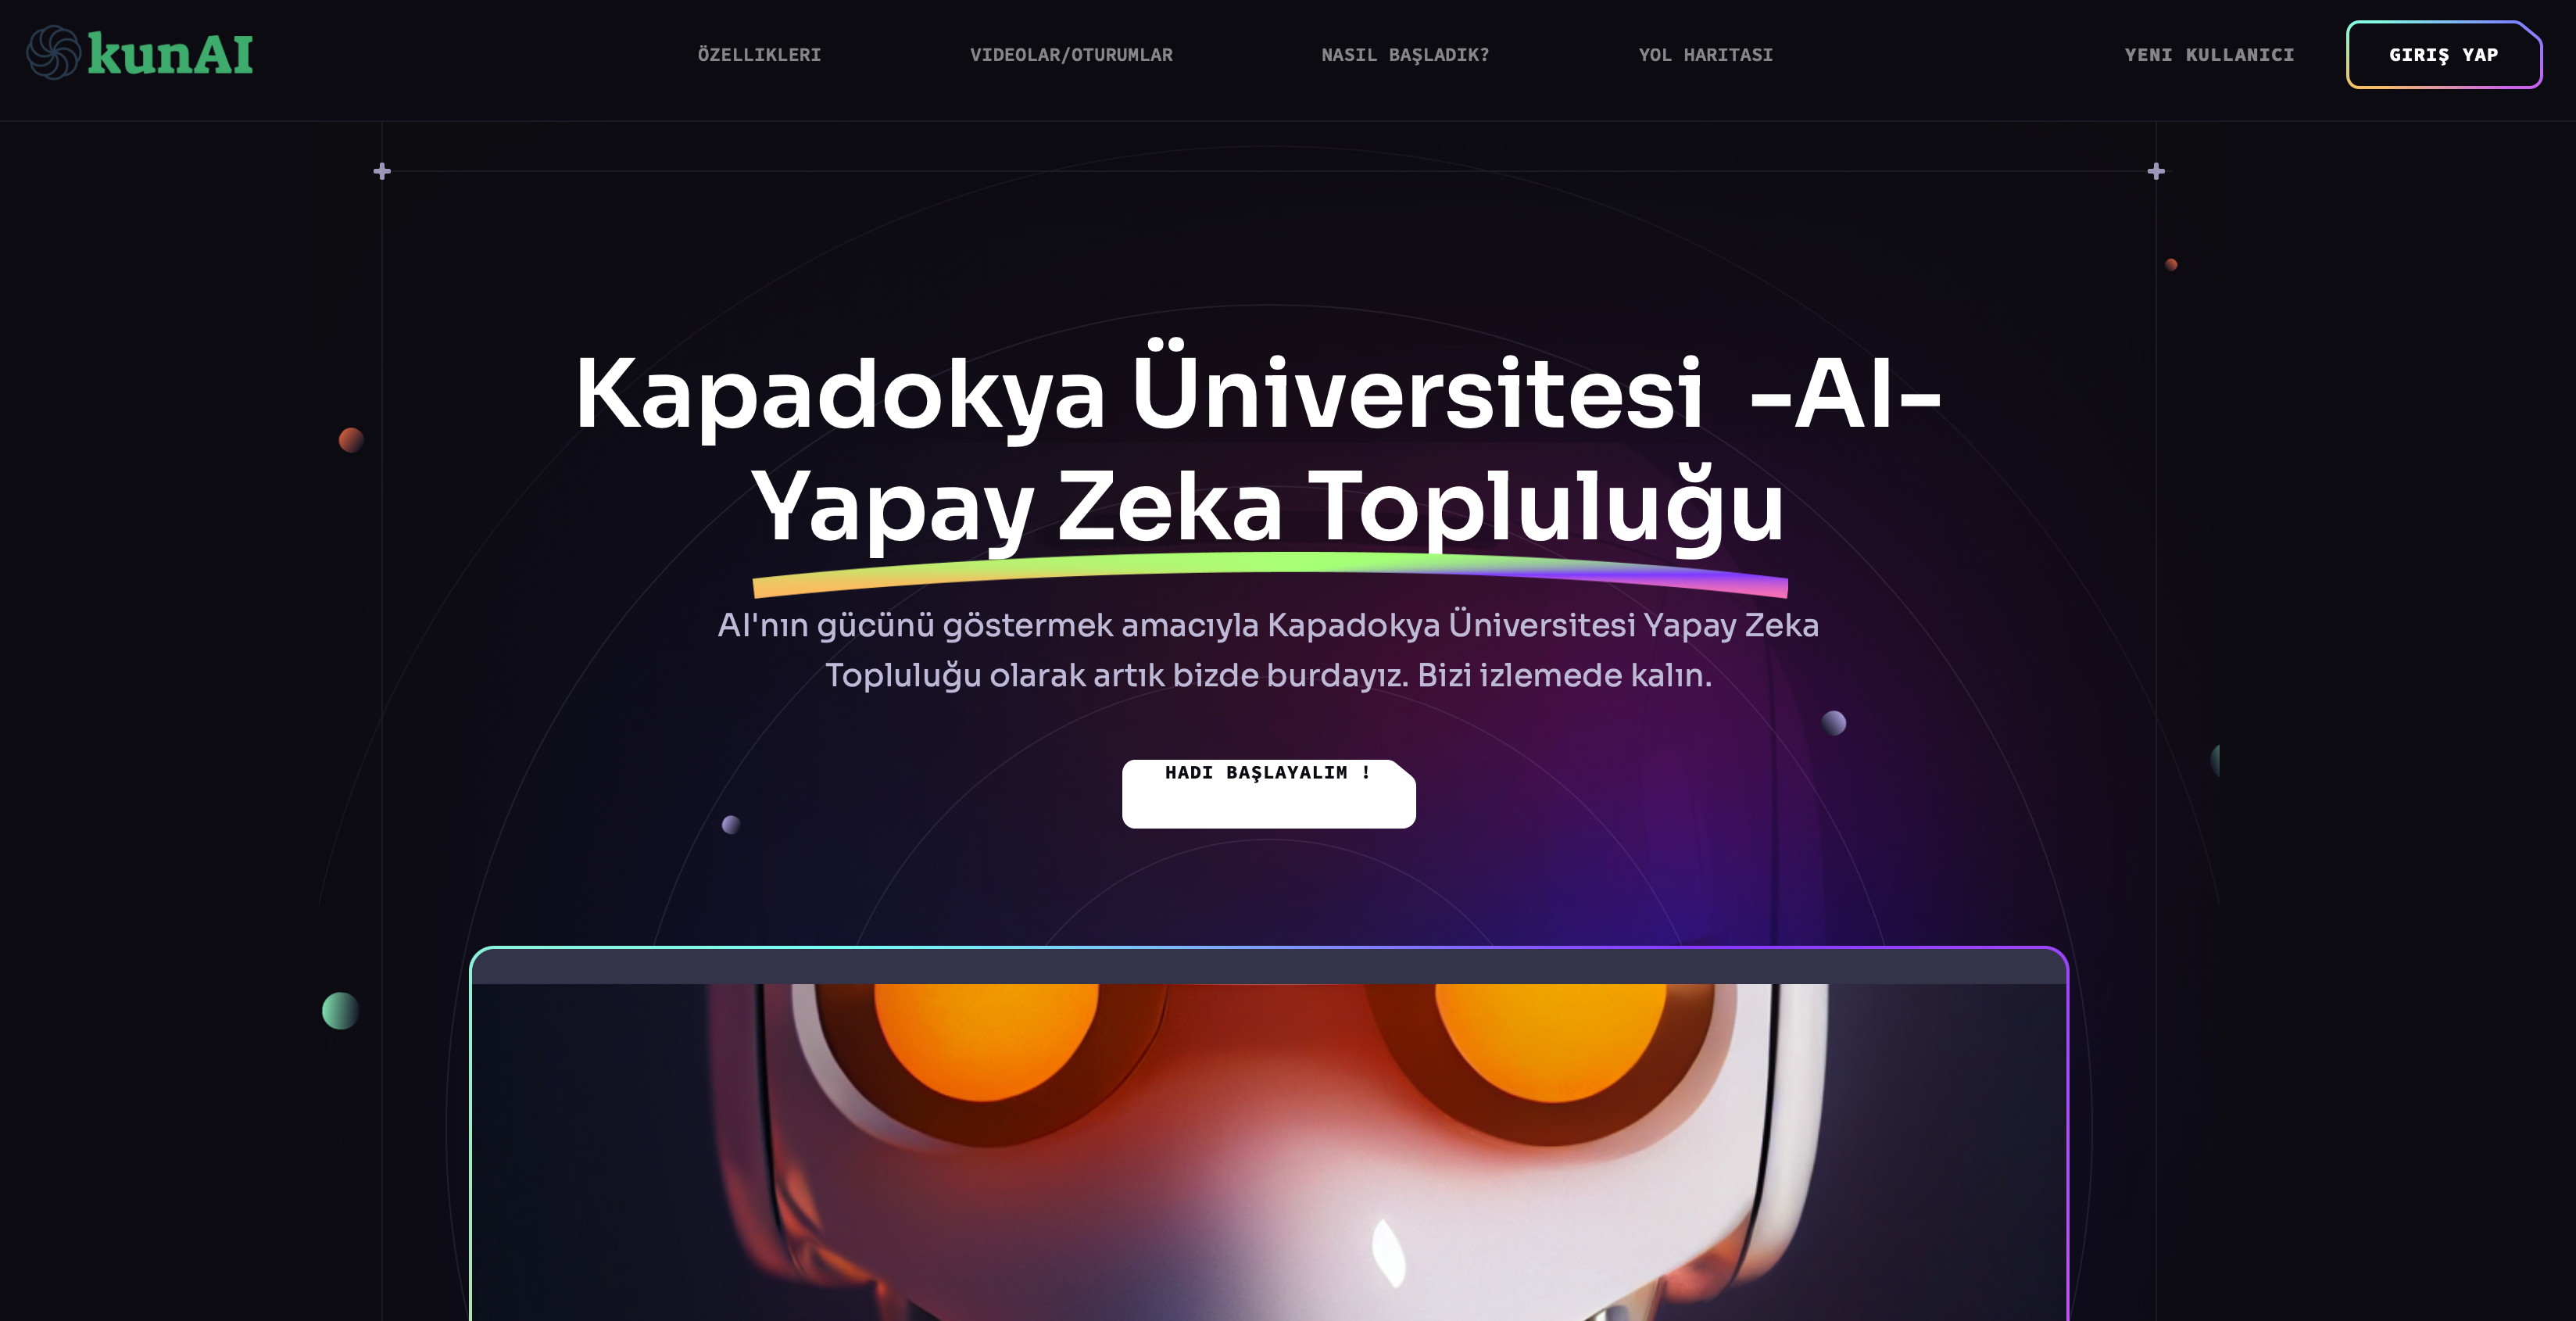 kunAI
ÖZELLIKLERI
VIDEOLAR/OTURUMLAR
NASIL BAŞLADIK?
YOL HARITASI
YENI KULLANICI
GIRIŞ YAP
Kapadokya Üniversitesi -AI-
Yapay Zeka Topluluğu
AI'nın gücünü göstermek amacıyla Kapadokya Üniversitesi Yapay Zeka
Topluluğu olarak artık bizde burdayız. Bizi izlemede kalın.
HADI BAŞLAYALIM !